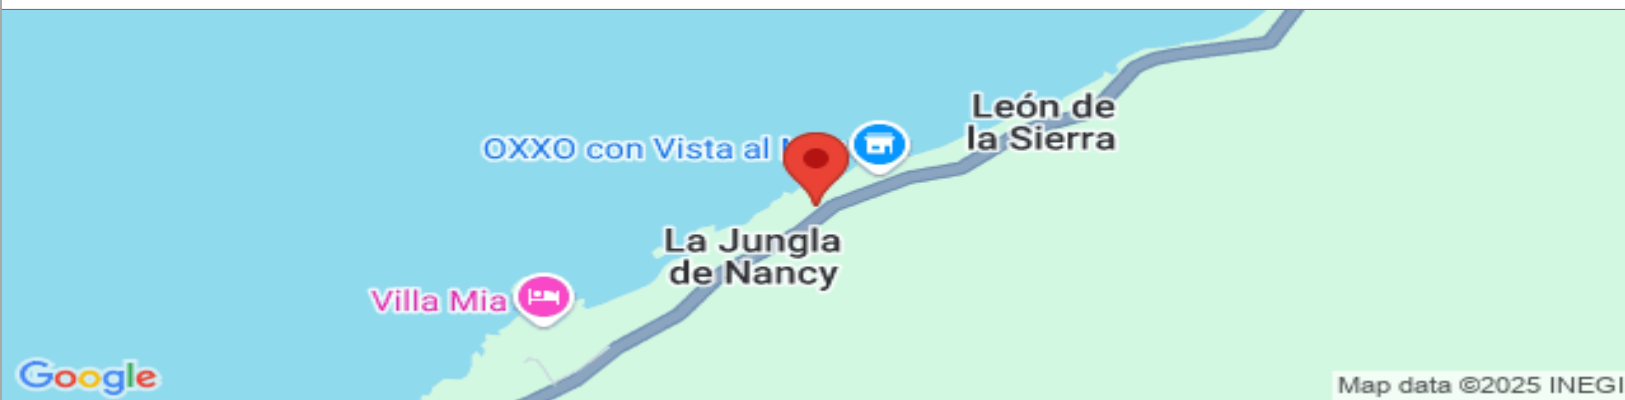 León de
la Sierra
OXXO con Vista al
La Jungla
de Nancy
Villa Mia
Google
Map data ©2025 INEGI